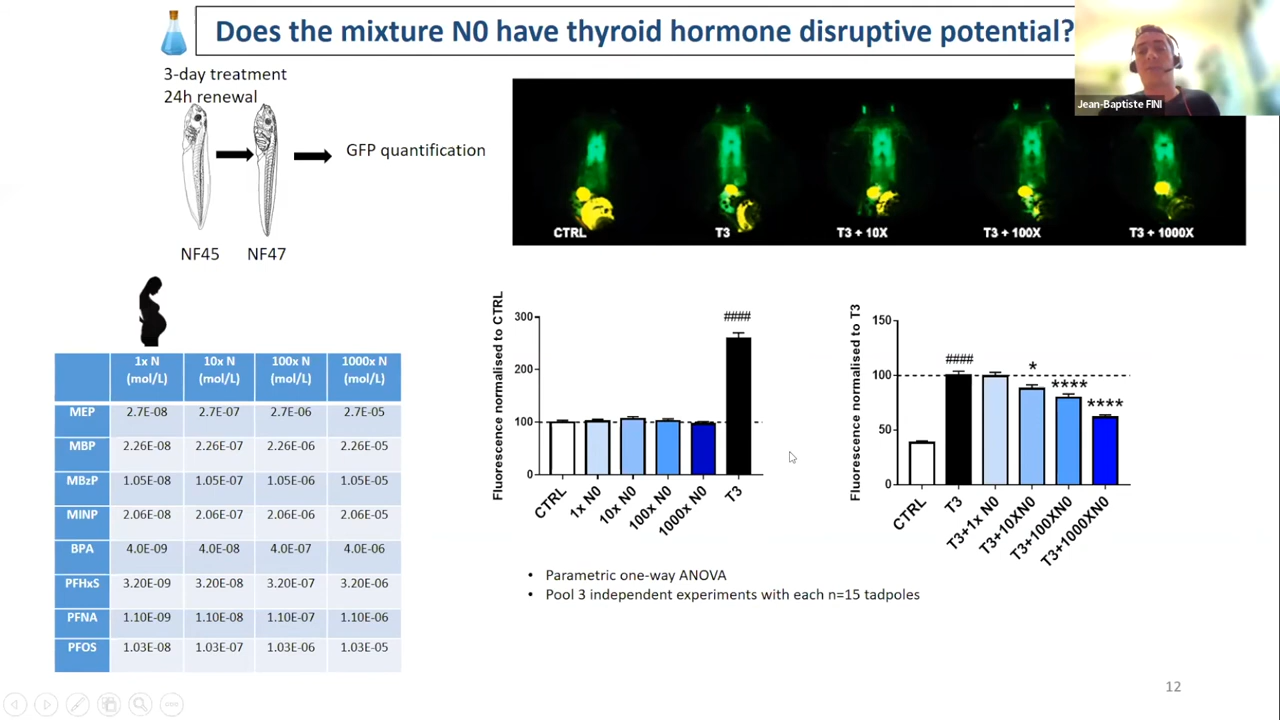 Does the mixture N0 have thyroid hormone disruptive potential?
Jean-Baptiste FINI
3-day treatment
24h renewal
GFP quantification
NF45
NF47
CTRL
T3
T3 + 10X
T3 + 100X
T3 + 1000X
1x N (mol/L)
10x N (mol/L)
100x N (mol/L)
1000x N (mol/L)
MEP 2.7E-08 2.7E-07 2.7E-06 2.7E-05
MBP 2.26E-08 2.26E-07 2.26E-06 2.26E-05
MBzP 1.05E-08 1.05E-07 1.05E-06 1.05E-05
MINP 2.06E-08 2.06E-07 2.06E-06 2.06E-05
BPA 4.0E-09 4.0E-08 4.0E-07 4.0E-06
PFHxS 3.20E-09 3.20E-08 3.20E-07 3.20E-06
PFNA 1.10E-09 1.10E-08 1.10E-07 1.10E-06
PFOS 1.03E-08 1.03E-07 1.03E-06 1.03E-05
Fluorescence normalised to CTRL
300
200
100
0
####
CTRL
1x N0
10x N0
100x N0
1000x N0
T3
Fluorescence normalised to T3
150
100
50
0
####
*
****
****
CTRL
T3
T3+1x N0
T3+10XN0
T3+100XN0
T3+1000XN0
• Parametric one-way ANOVA
• Pool 3 independent experiments with each n=15 tadpoles
12